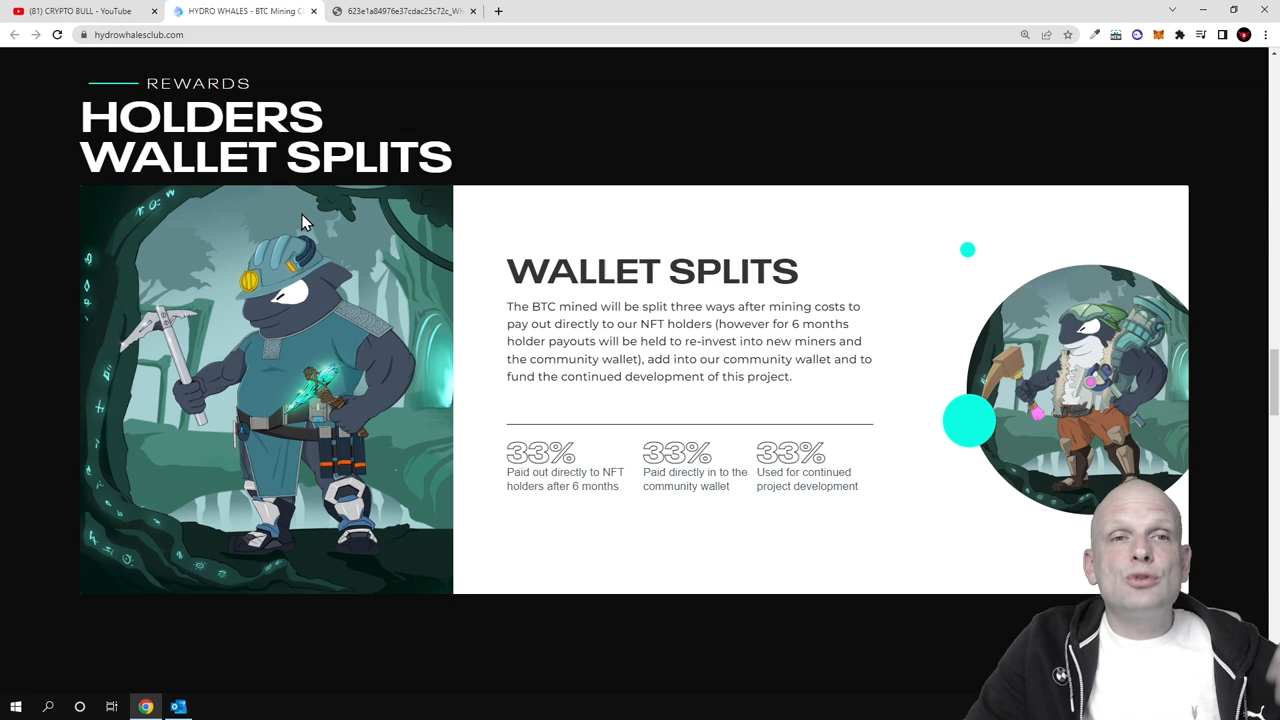 (81) CRYPTO BULL - YouTube
HYDRO WHALES - BTC Mining C
623e1a84976e37cdac25c72c_Wh
hydrowhalesclub.com
REWARDS
HOLDERS
WALLET SPLITS
WALLET SPLITS
The BTC mined will be split three ways after mining costs to
pay out directly to our NFT holders (however for 6 months
holder payouts will be held to re-invest into new miners and
the community wallet), add into our community wallet and to
fund the continued development of this project.
33% 33% 33%
Paid out directly to NFT Paid directly in to the Used for continued
holders after 6 months community wallet project development